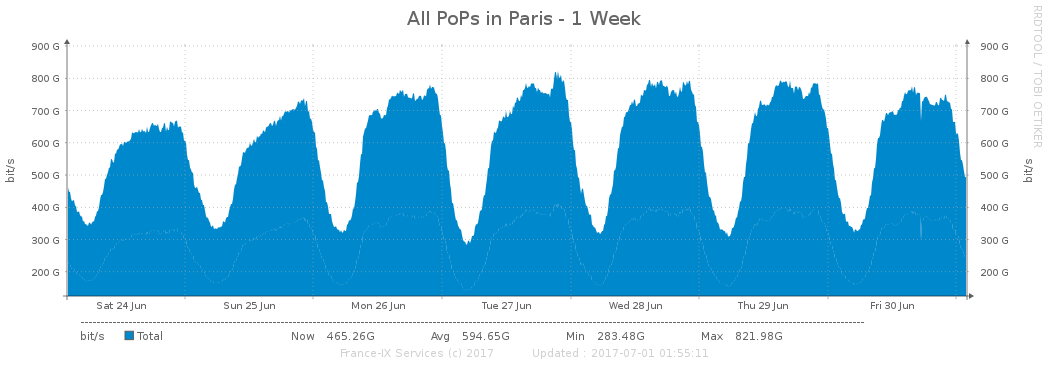 All PoPs in Paris - 1 Week
RRDTOOL / TOBI OETIKER
bit/s
900 G
800 G
700 G
600 G
500 G
400 G
300 G
200 G
900 G
800 G
700 G
600 G
500 G
400 G
300 G
200 G
bit/s
Sat 24 Jun Sun 25 Jun Mon 26 Jun Tue 27 Jun Wed 28 Jun Thu 29 Jun Fri 30 Jun
bit/s Total Now 465.26G Avg 594.65G Min 283.48G Max 821.98G
France-IX Services (c) 2017 Updated : 2017-07-01 01:55:11